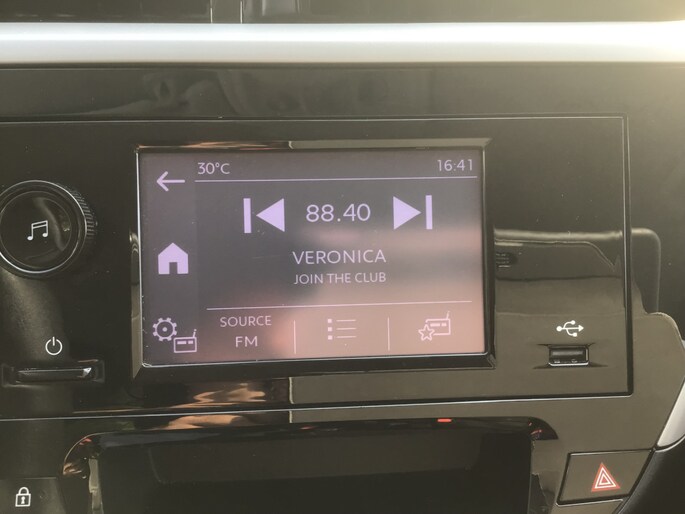 30°C 16:41
88.40
VERONICA
JOIN THE CLUB
SOURCE
FM